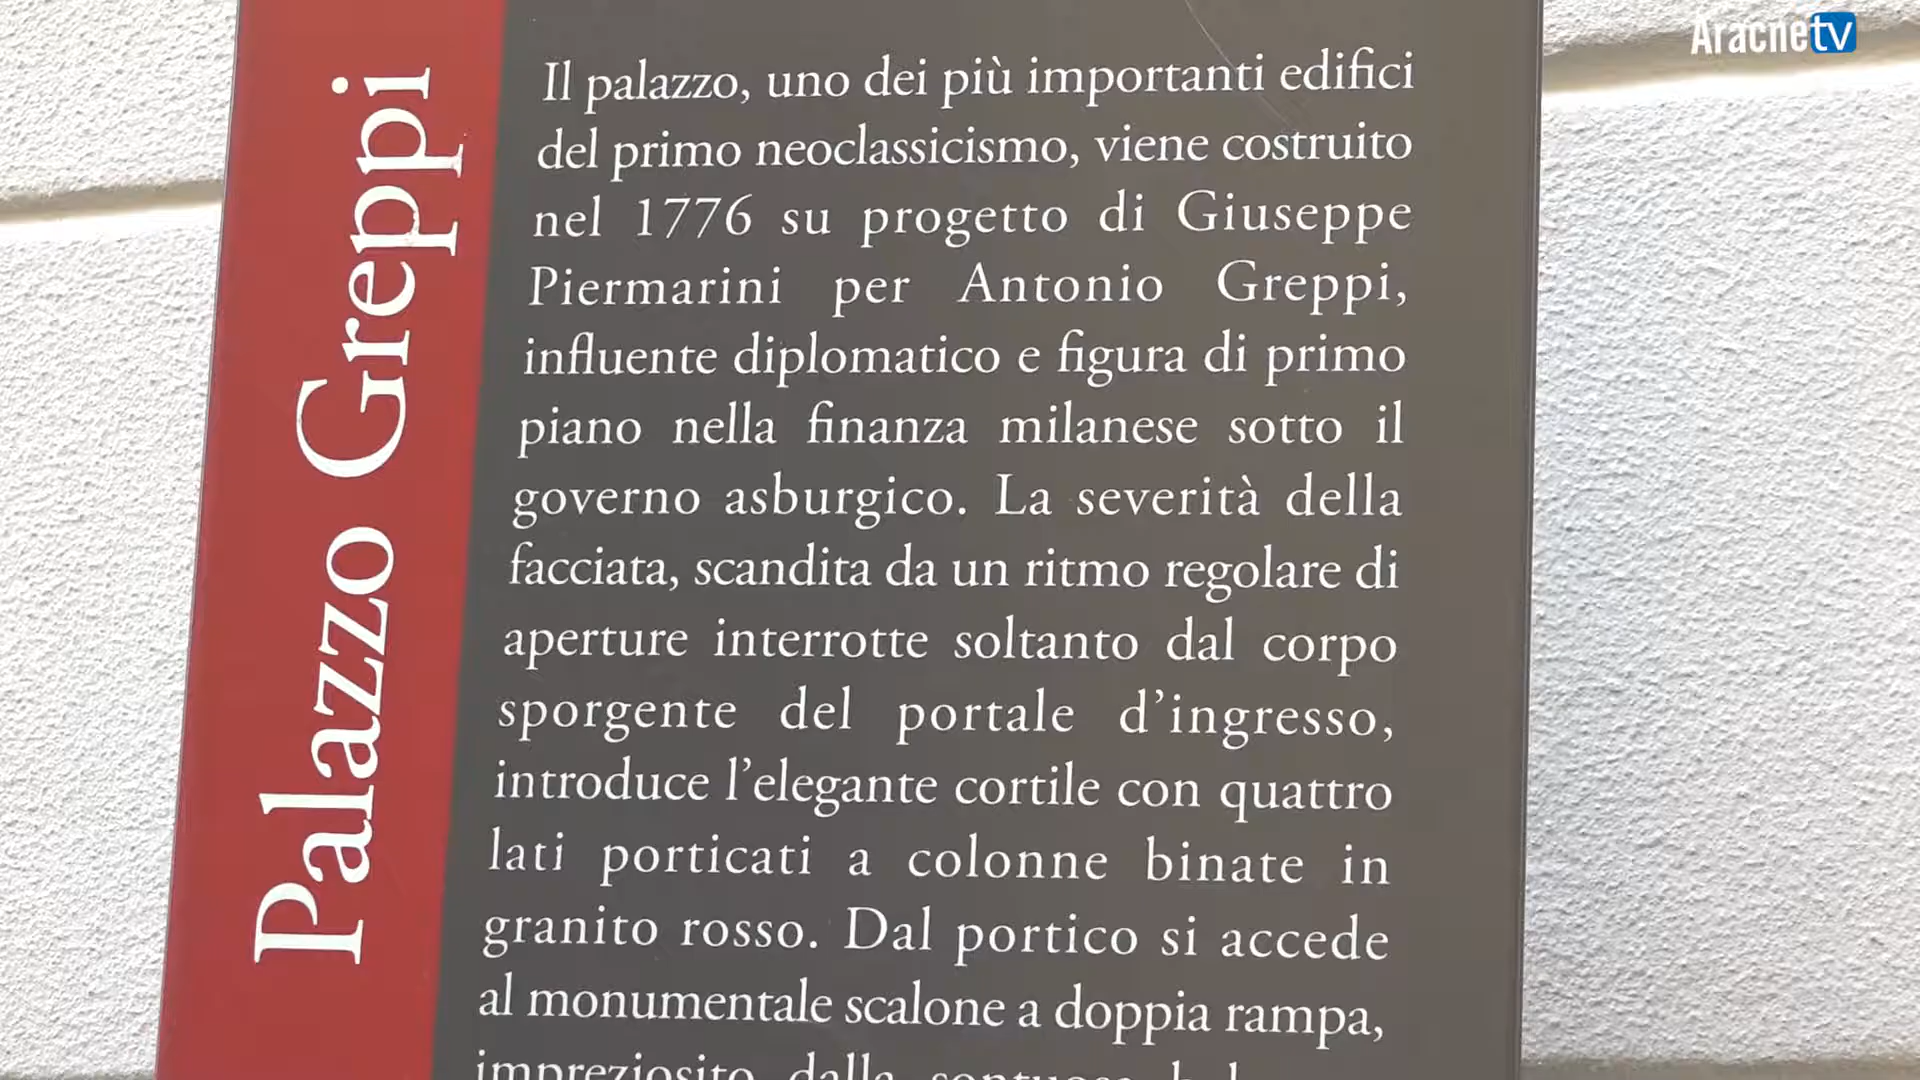 Aracnetv
Palazzo Greppi
Il palazzo, uno dei più importanti edifici
del primo neoclassicismo, viene costruito
nel 1776 su progetto di Giuseppe
Piermarini per Antonio Greppi,
influente diplomatico e figura di primo
piano nella finanza milanese sotto il
governo asburgico. La severità della
facciata, scandita da un ritmo regolare di
aperture interrotte soltanto dal corpo
sporgente del portale d’ingresso,
introduce l’elegante cortile con quattro
lati porticati a colonne binate in
granito rosso. Dal portico si accede
al monumentale scalone a doppia rampa,
impreziosito dalla sontuosa